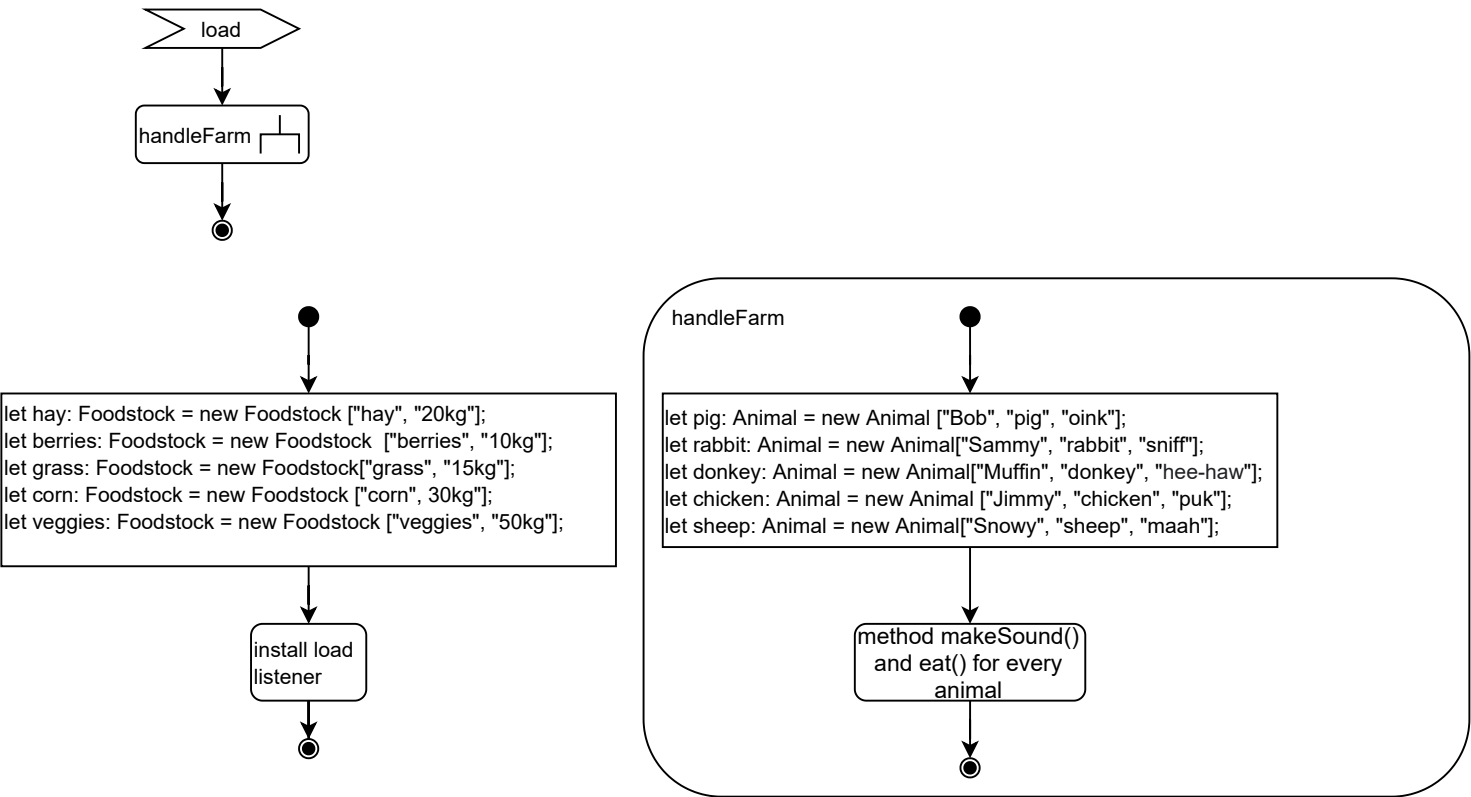 load
handleFarm
let hay: Foodstock = new Foodstock ["hay", "20kg"];
let berries: Foodstock = new Foodstock  ["berries", "10kg"];
let grass: Foodstock = new Foodstock["grass", "15kg"];
let corn: Foodstock = new Foodstock ["corn", 30kg"];
let veggies: Foodstock = new Foodstock ["veggies", "50kg"];
install load
listener
handleFarm
let pig: Animal = new Animal ["Bob", "pig", "oink"];
let rabbit: Animal = new Animal["Sammy", "rabbit", "sniff"];
let donkey: Animal = new Animal["Muffin", "donkey", "hee-haw"];
let chicken: Animal = new Animal ["Jimmy", "chicken", "puk"];
let sheep: Animal = new Animal["Snowy", "sheep", "maah"];
method makeSound()
and eat() for every
animal